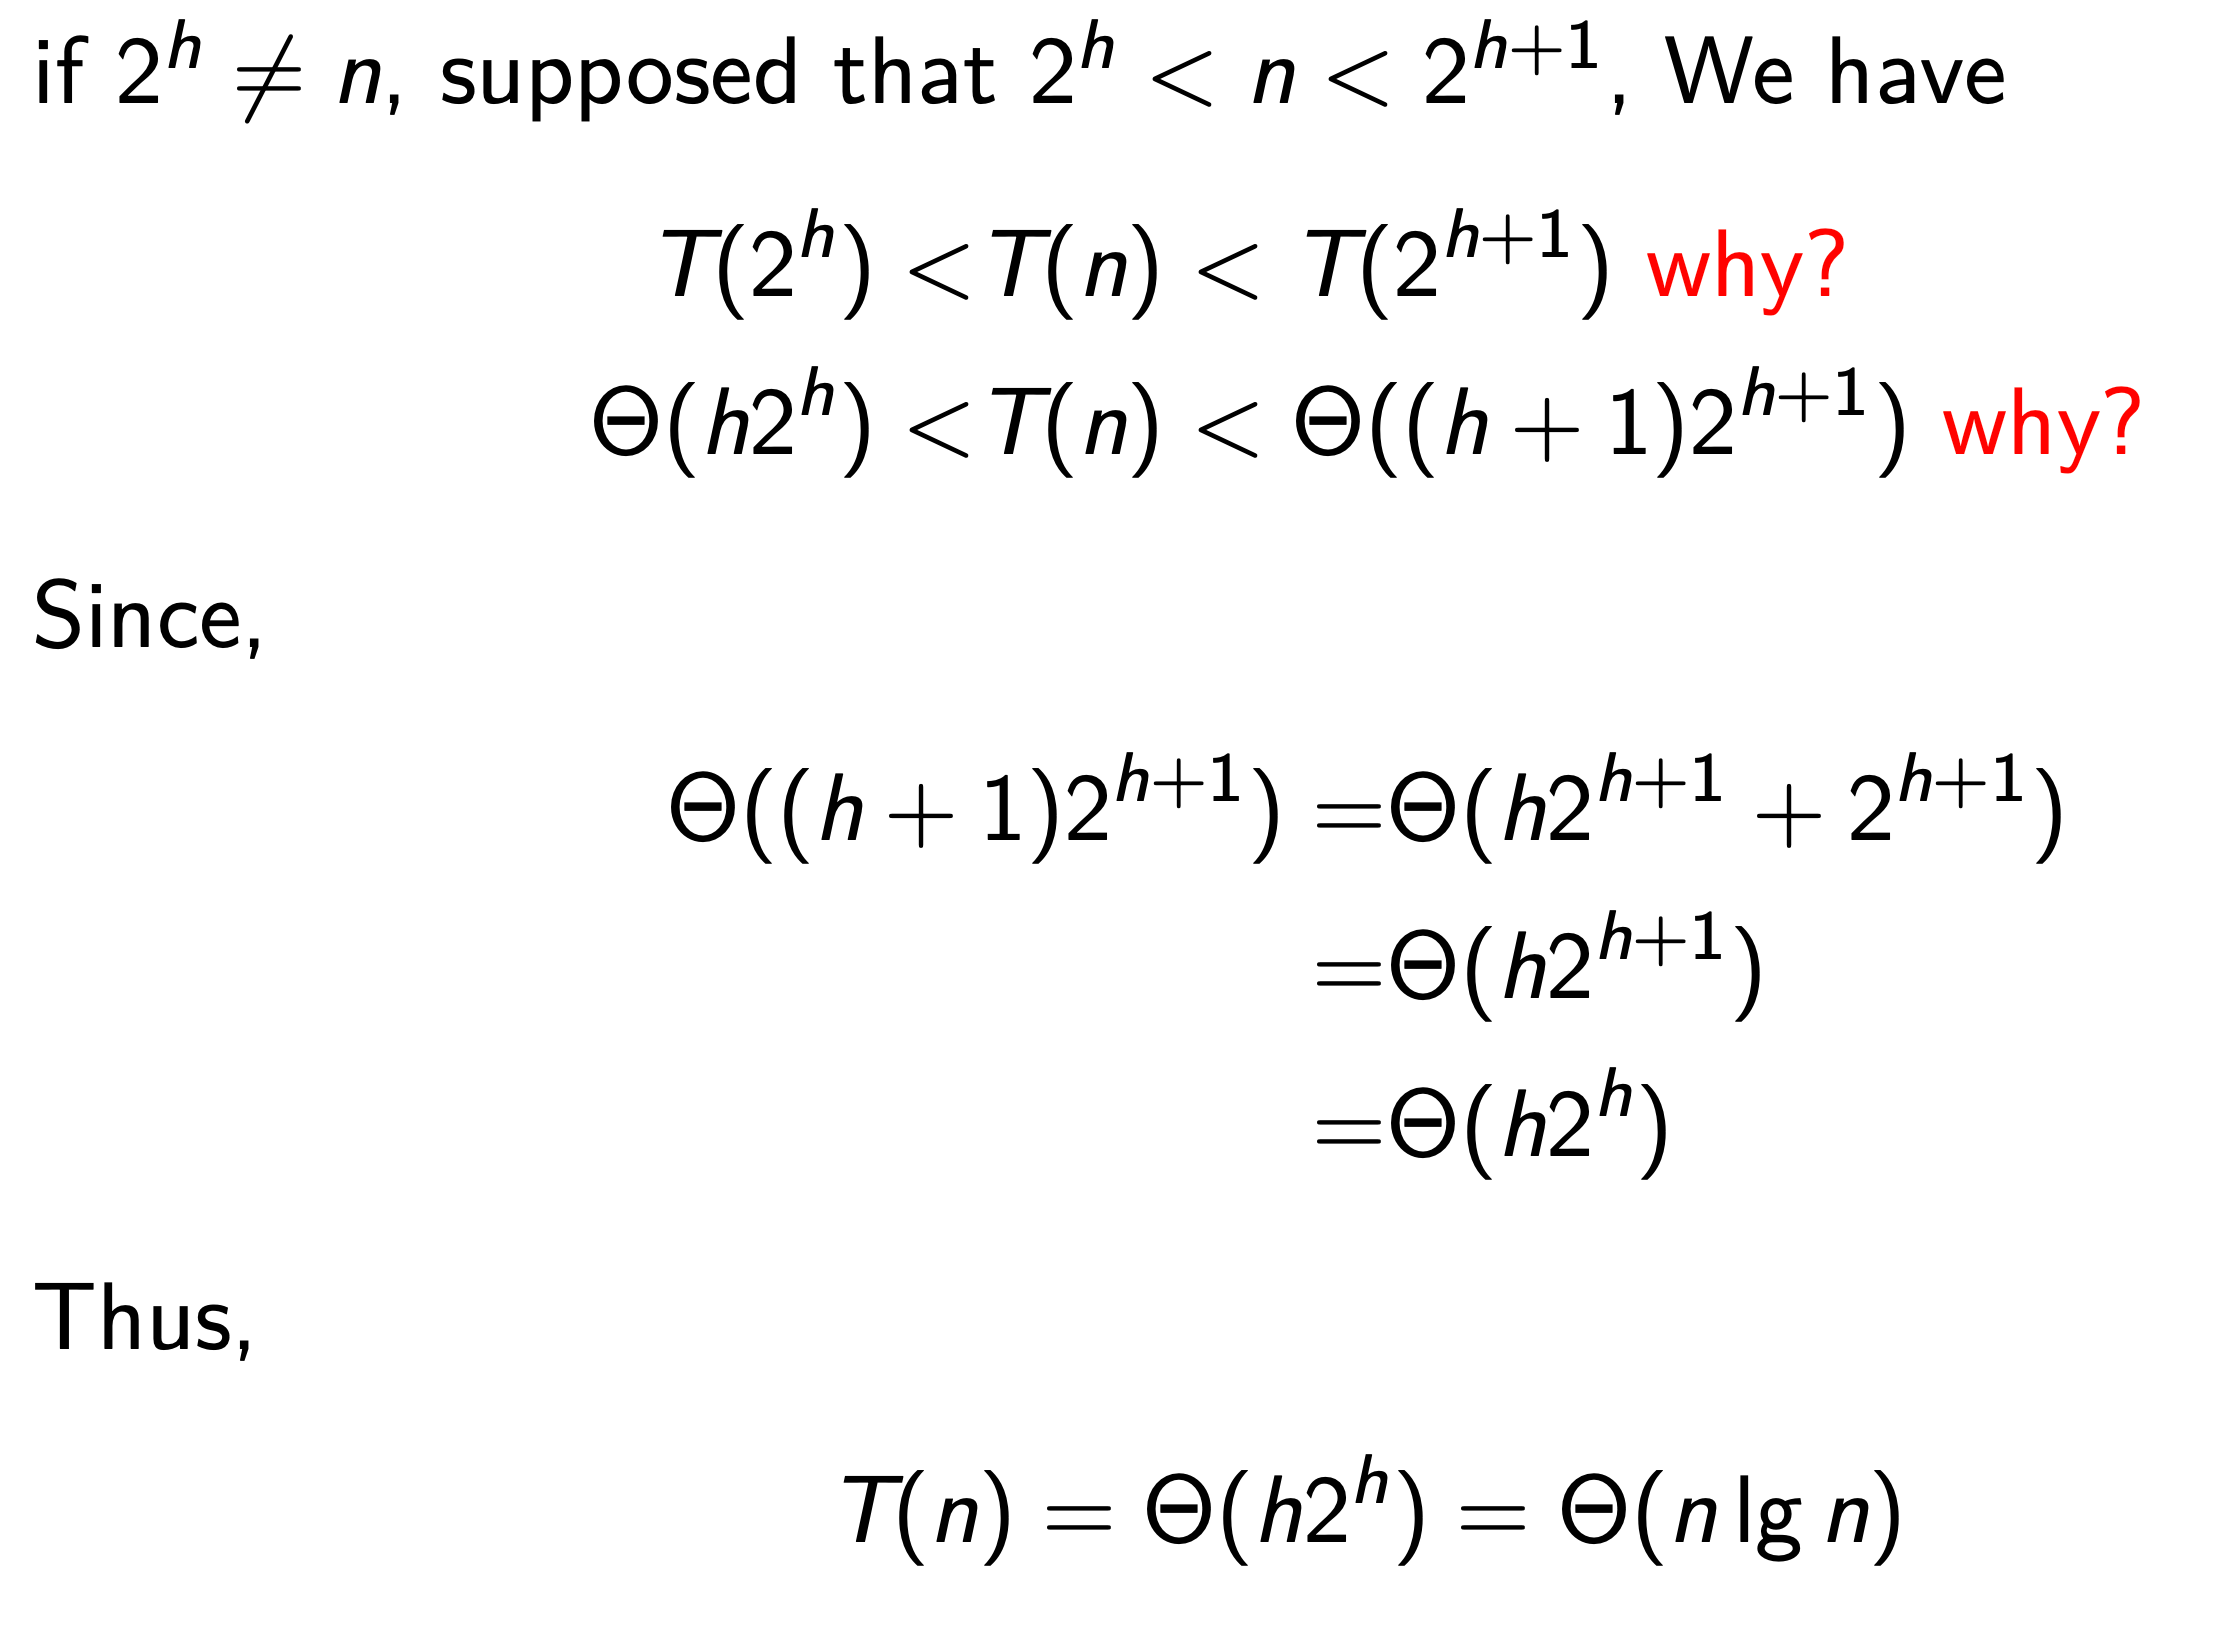 if 2^h ≠ n, supposed that 2^h < n < 2^{h+1}, We have
T(2^h) < T(n) < T(2^{h+1}) why?
Θ(h2^h) < T(n) < Θ((h + 1)2^{h+1}) why?
Since,
Θ((h + 1)2^{h+1}) = Θ(h2^{h+1} + 2^{h+1})
= Θ(h2^{h+1})
= Θ(h2^h)
Thus,
T(n) = Θ(h2^h) = Θ(n lg n)